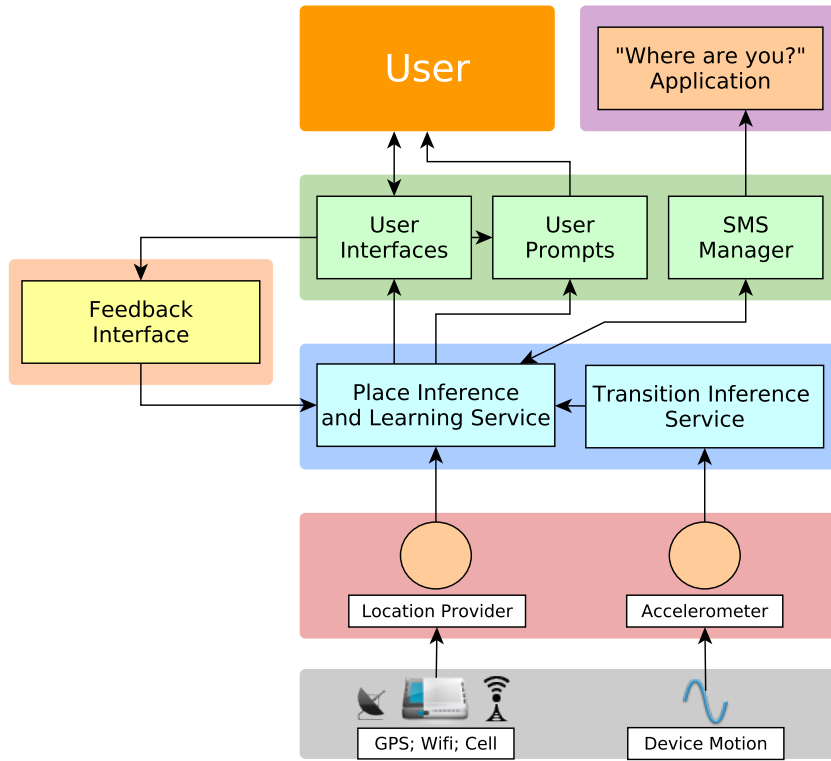 User
"Where are you?"
Application
User
Interfaces
User
Prompts
SMS
Manager
Feedback
Interface
Place Inference
and Learning Service
Transition Inference
Service
Location Provider
Accelerometer
GPS; Wifi; Cell
Device Motion